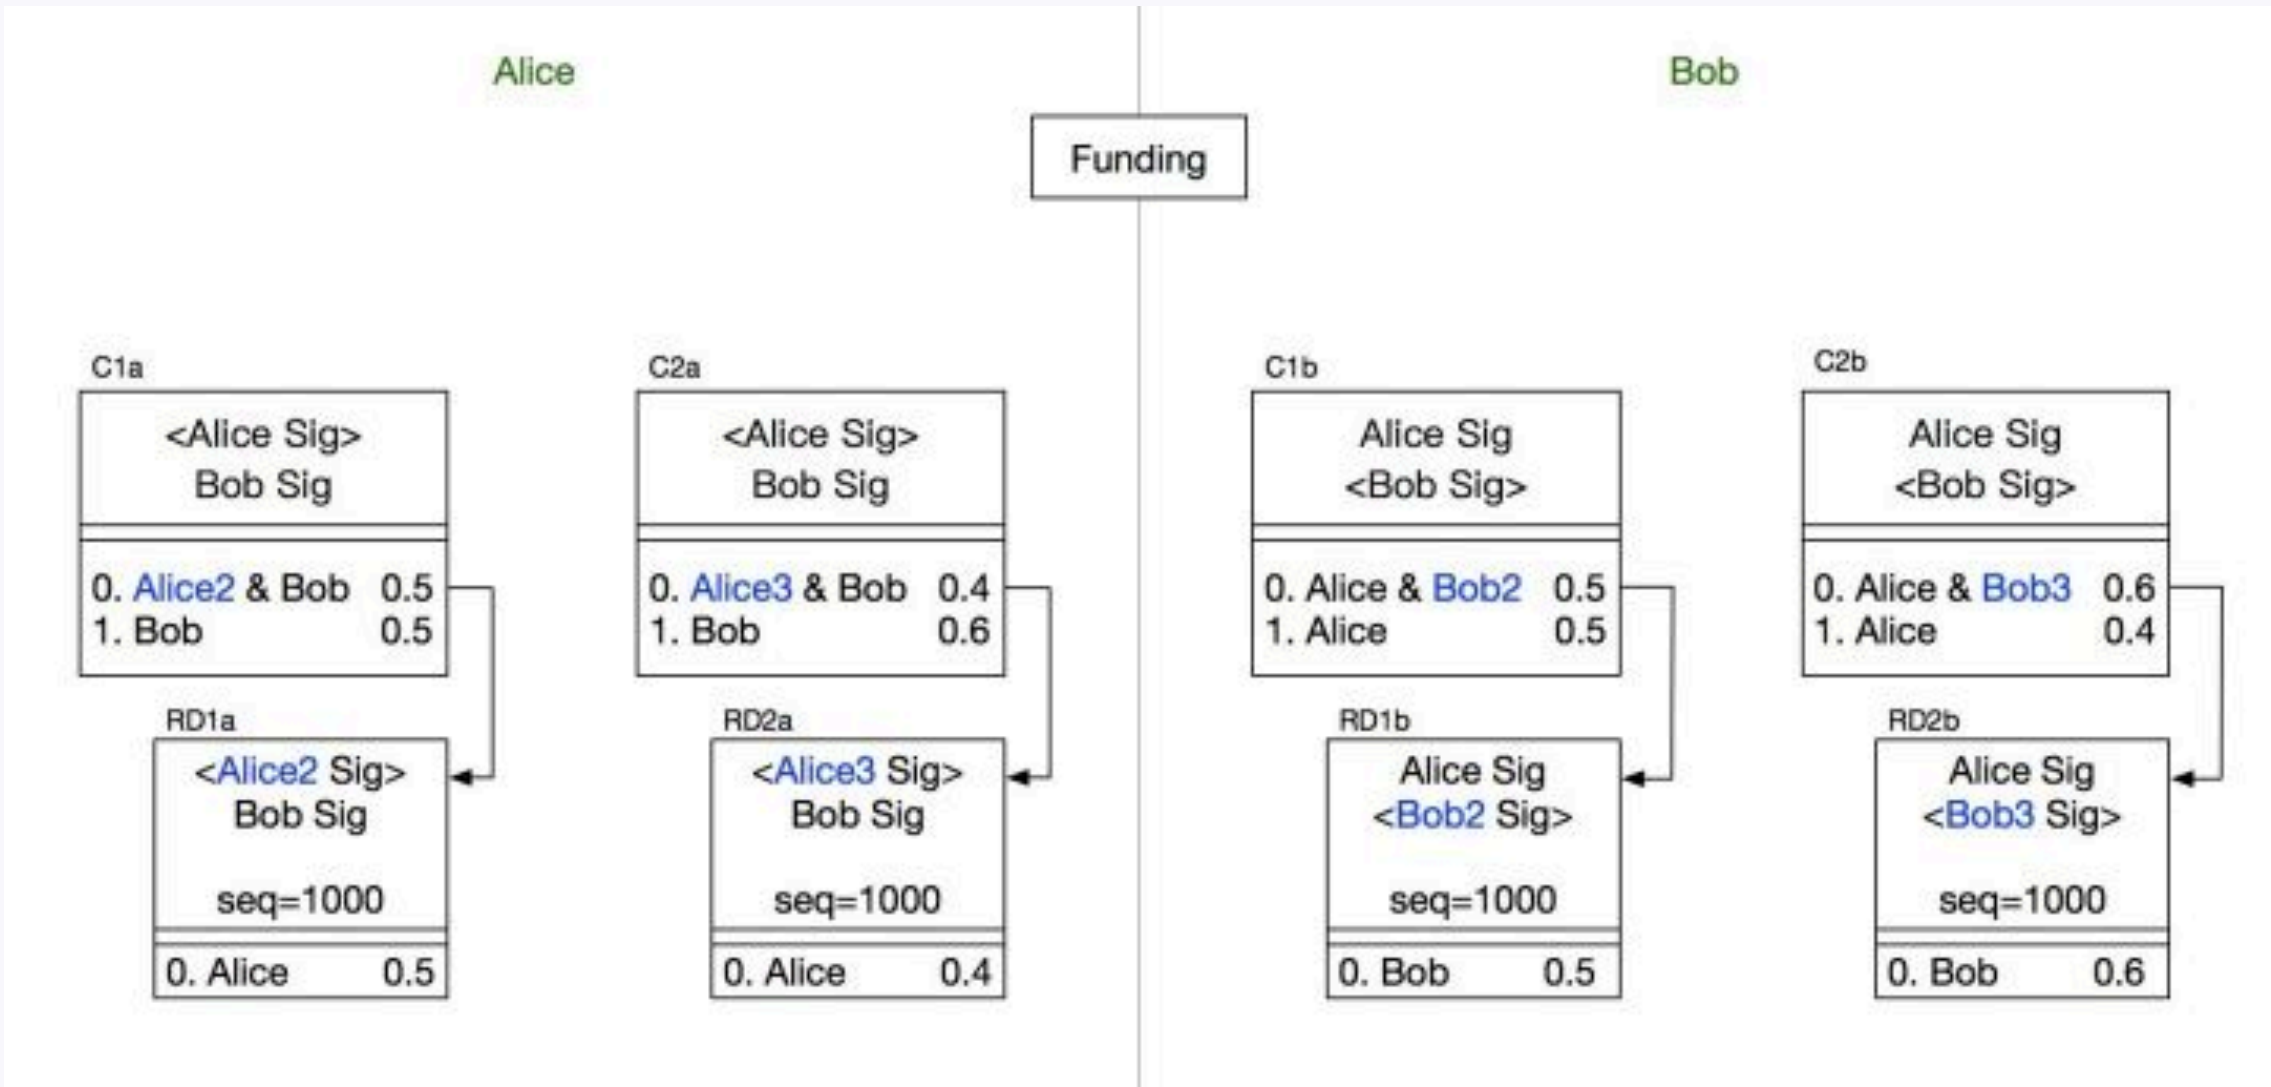 Alice
Bob
Funding
C1a
<Alice Sig>
Bob Sig
0. Alice2 & Bob 0.5
1. Bob 0.5
RD1a
<Alice2 Sig>
Bob Sig
seq=1000
0. Alice 0.5
C2a
<Alice Sig>
Bob Sig
0. Alice3 & Bob 0.4
1. Bob 0.6
RD2a
<Alice3 Sig>
Bob Sig
seq=1000
0. Alice 0.4
C1b
Alice Sig
<Bob Sig>
0. Alice & Bob2 0.5
1. Alice 0.5
RD1b
Alice Sig
<Bob2 Sig>
seq=1000
0. Bob 0.5
C2b
Alice Sig
<Bob Sig>
0. Alice & Bob3 0.6
1. Alice 0.4
RD2b
Alice Sig
<Bob3 Sig>
seq=1000
0. Bob 0.6